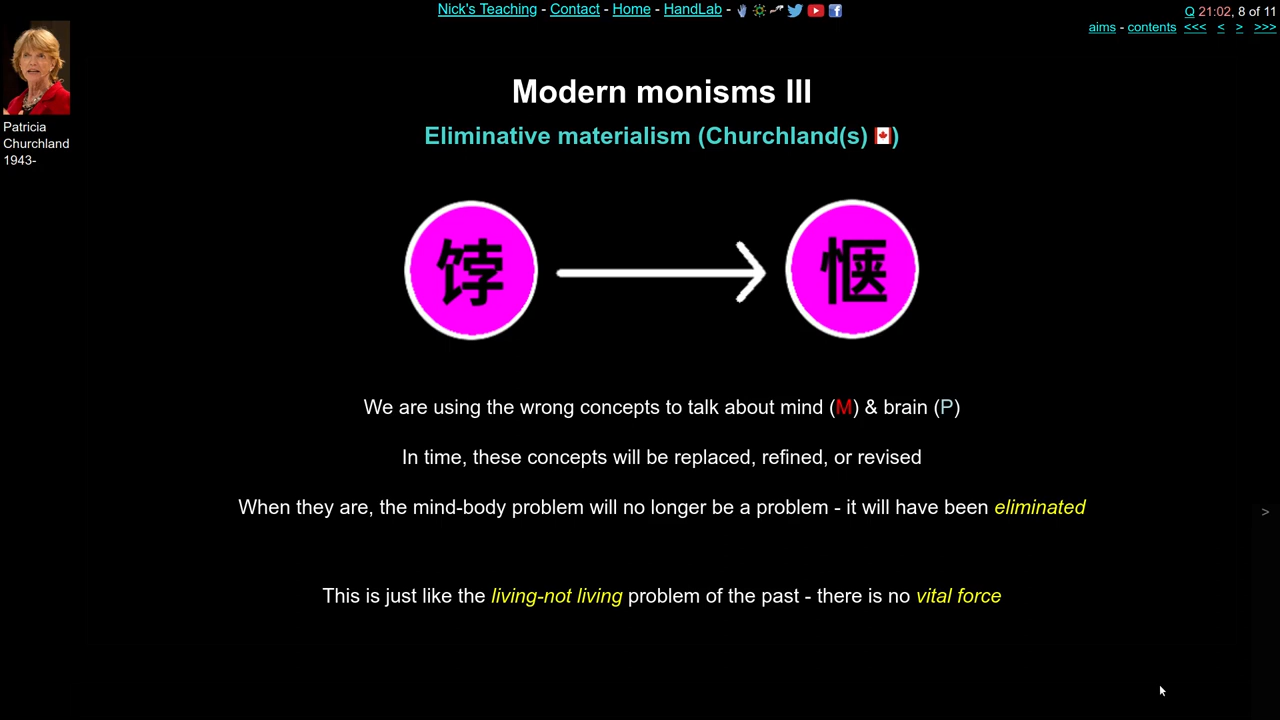 Nick's Teaching - Contact - Home - HandLab -
Q 21:02, 8 of 11
aims - contents <<< < > >>>
Patricia
Churchland
1943-
Modern monisms III
Eliminative materialism (Churchland(s) 🇨🇦)
饽 惬
We are using the wrong concepts to talk about mind (M) & brain (P)
In time, these concepts will be replaced, refined, or revised
When they are, the mind-body problem will no longer be a problem - it will have been eliminated
>
This is just like the living-not living problem of the past - there is no vital force